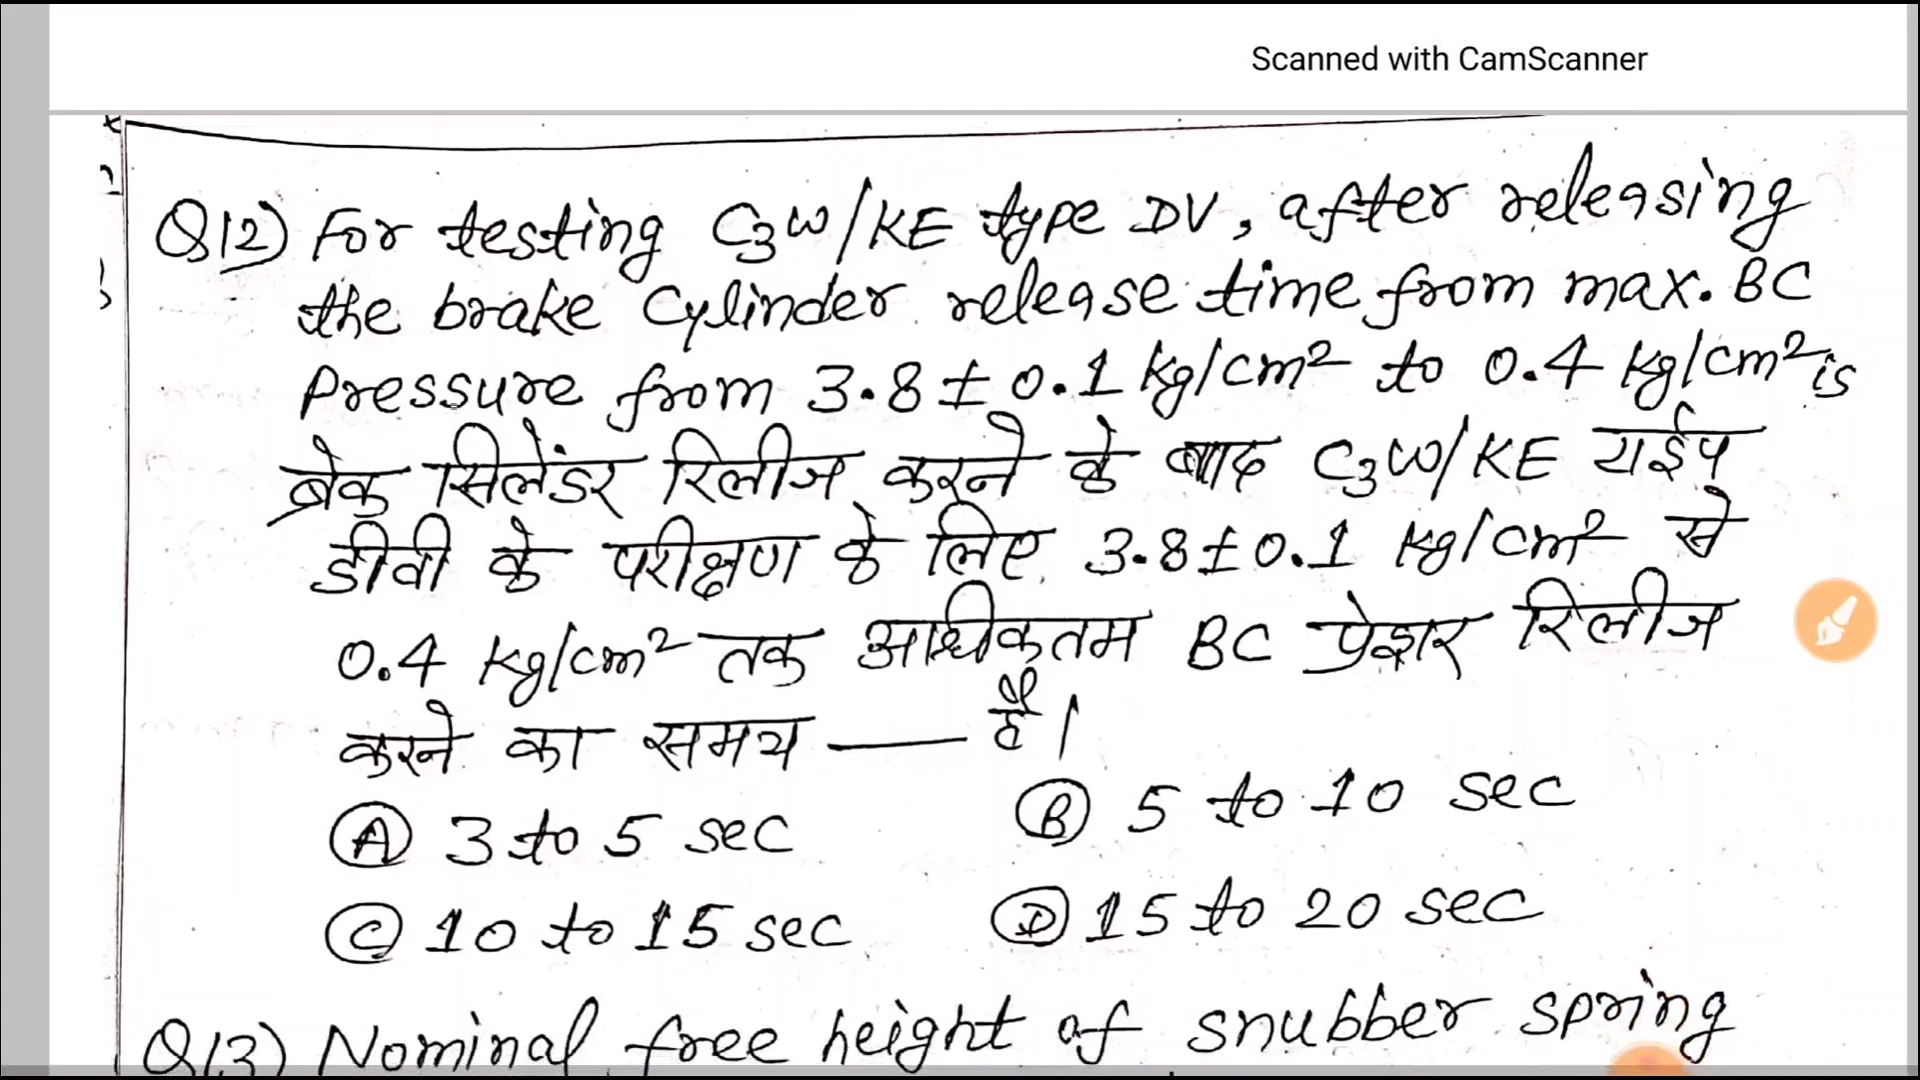 Scanned with CamScanner
Q12) For testing C3W/KE type DV, after releasing
the brake Cylinder release time from max. BC
Pressure from 3.8 ± 0.1 kg/cm² to 0.4 kg/cm² is
ब्रेक सिलेंडर रिलीज करने के बाद C3W/KE टाईप
डीवी के परीक्षण के लिए 3.8±0.1 kg/cm² से
0.4 kg/cm² तक अधीकतम BC प्रेशर रिलीज
करने का समय —— है।
Ⓐ 3 to 5 sec Ⓑ 5 to 10 sec
Ⓒ 10 to 15 sec Ⓓ 15 to 20 sec
Q13) Nominal free height of snubber spring